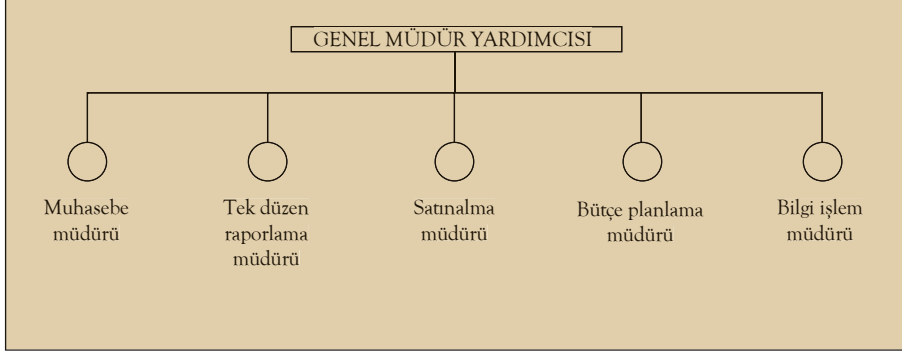 GENEL MÜDÜR YARDIMCISI
Muhasebe
müdürü
Tek düzen
raporlama
müdürü
Satınalma
müdürü
Bütçe planlama
müdürü
Bilgi işlem
müdürü